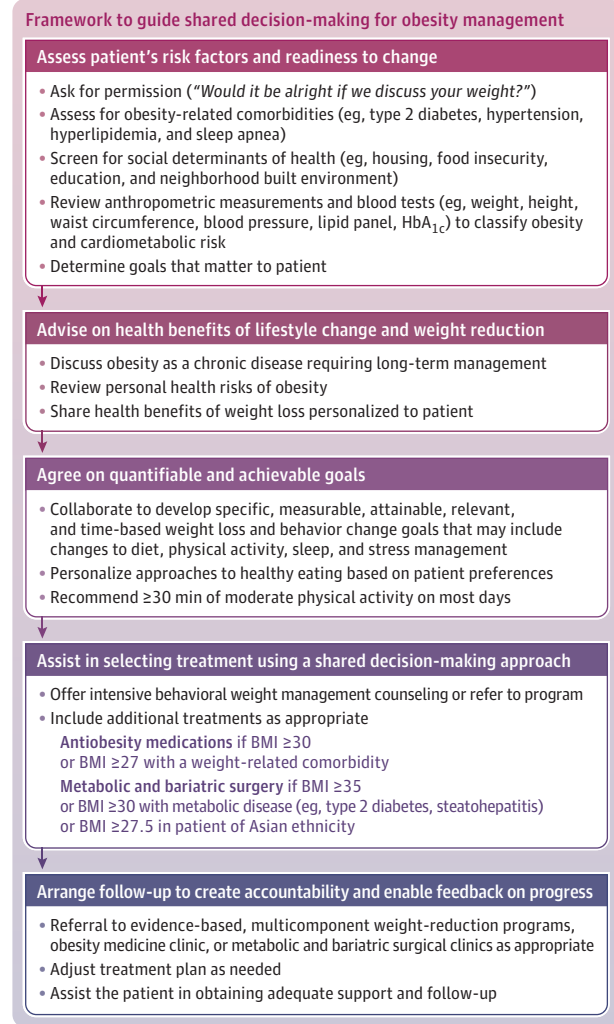 Framework to guide shared decision-making for obesity management
Assess patient's risk factors and readiness to change
• Ask for permission ("Would it be alright if we discuss your weight?")
• Assess for obesity-related comorbidities (eg, type 2 diabetes, hypertension,
hyperlipidemia, and sleep apnea)
• Screen for social determinants of health (eg, housing, food insecurity,
education, and neighborhood built environment)
• Review anthropometric measurements and blood tests (eg, weight, height,
waist circumference, blood pressure, lipid panel, HbA1c) to classify obesity
and cardiometabolic risk
• Determine goals that matter to patient
Advise on health benefits of lifestyle change and weight reduction
• Discuss obesity as a chronic disease requiring long-term management
• Review personal health risks of obesity
• Share health benefits of weight loss personalized to patient
Agree on quantifiable and achievable goals
• Collaborate to develop specific, measurable, attainable, relevant,
and time-based weight loss and behavior change goals that may include
changes to diet, physical activity, sleep, and stress management
• Personalize approaches to healthy eating based on patient preferences
• Recommend ≥30 min of moderate physical activity on most days
Assist in selecting treatment using a shared decision-making approach
• Offer intensive behavioral weight management counseling or refer to program
• Include additional treatments as appropriate
Antiobesity medications if BMI ≥30
or BMI ≥27 with a weight-related comorbidity
Metabolic and bariatric surgery if BMI ≥35
or BMI ≥30 with metabolic disease (eg, type 2 diabetes, steatohepatitis)
or BMI ≥27.5 in patient of Asian ethnicity
Arrange follow-up to create accountability and enable feedback on progress
• Referral to evidence-based, multicomponent weight-reduction programs,
obesity medicine clinic, or metabolic and bariatric surgical clinics as appropriate
• Adjust treatment plan as needed
• Assist the patient in obtaining adequate support and follow-up